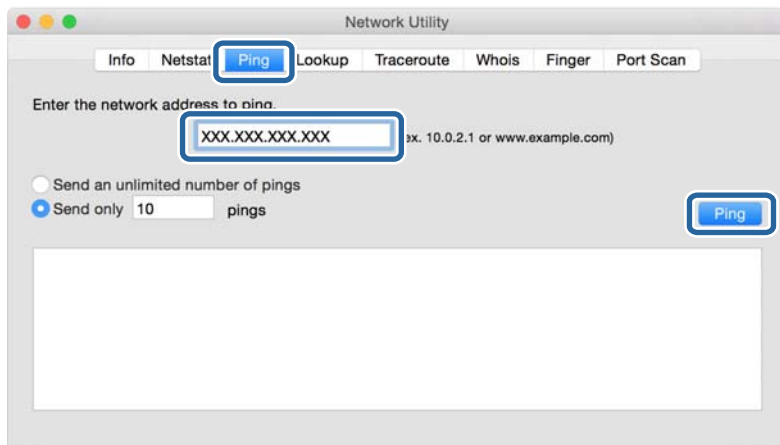 Network Utility
Info Netstat Ping Lookup Traceroute Whois Finger Port Scan
Enter the network address to ping.
XXX.XXX.XXX.XXX ex. 10.0.2.1 or www.example.com)
Send an unlimited number of pings
Send only 10 pings
Ping